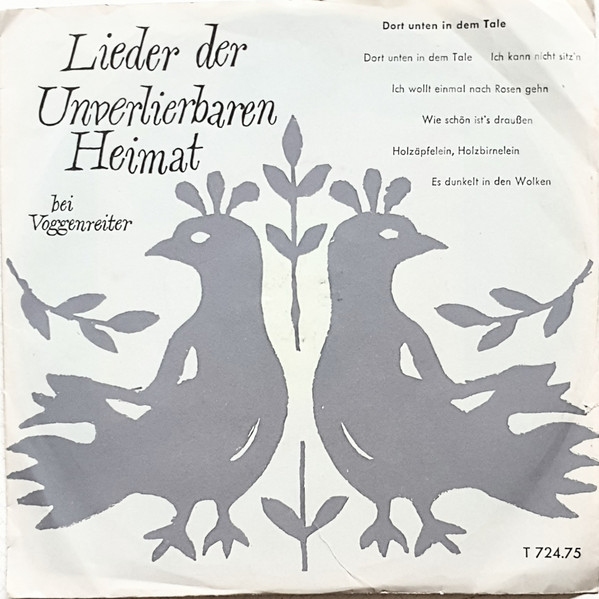 Lieder der
Unverlierbaren
Heimat
bei
Voggenreiter
Dort unten in dem Tale
Dort unten in dem Tale Ich kann nicht sitz'n
Ich wollt einmal nach Rosen gehn
Wie schön ist's draußen
Holzäpfelein, Holzbirnelein
Es dunkelt in den Wolken
T 724.75